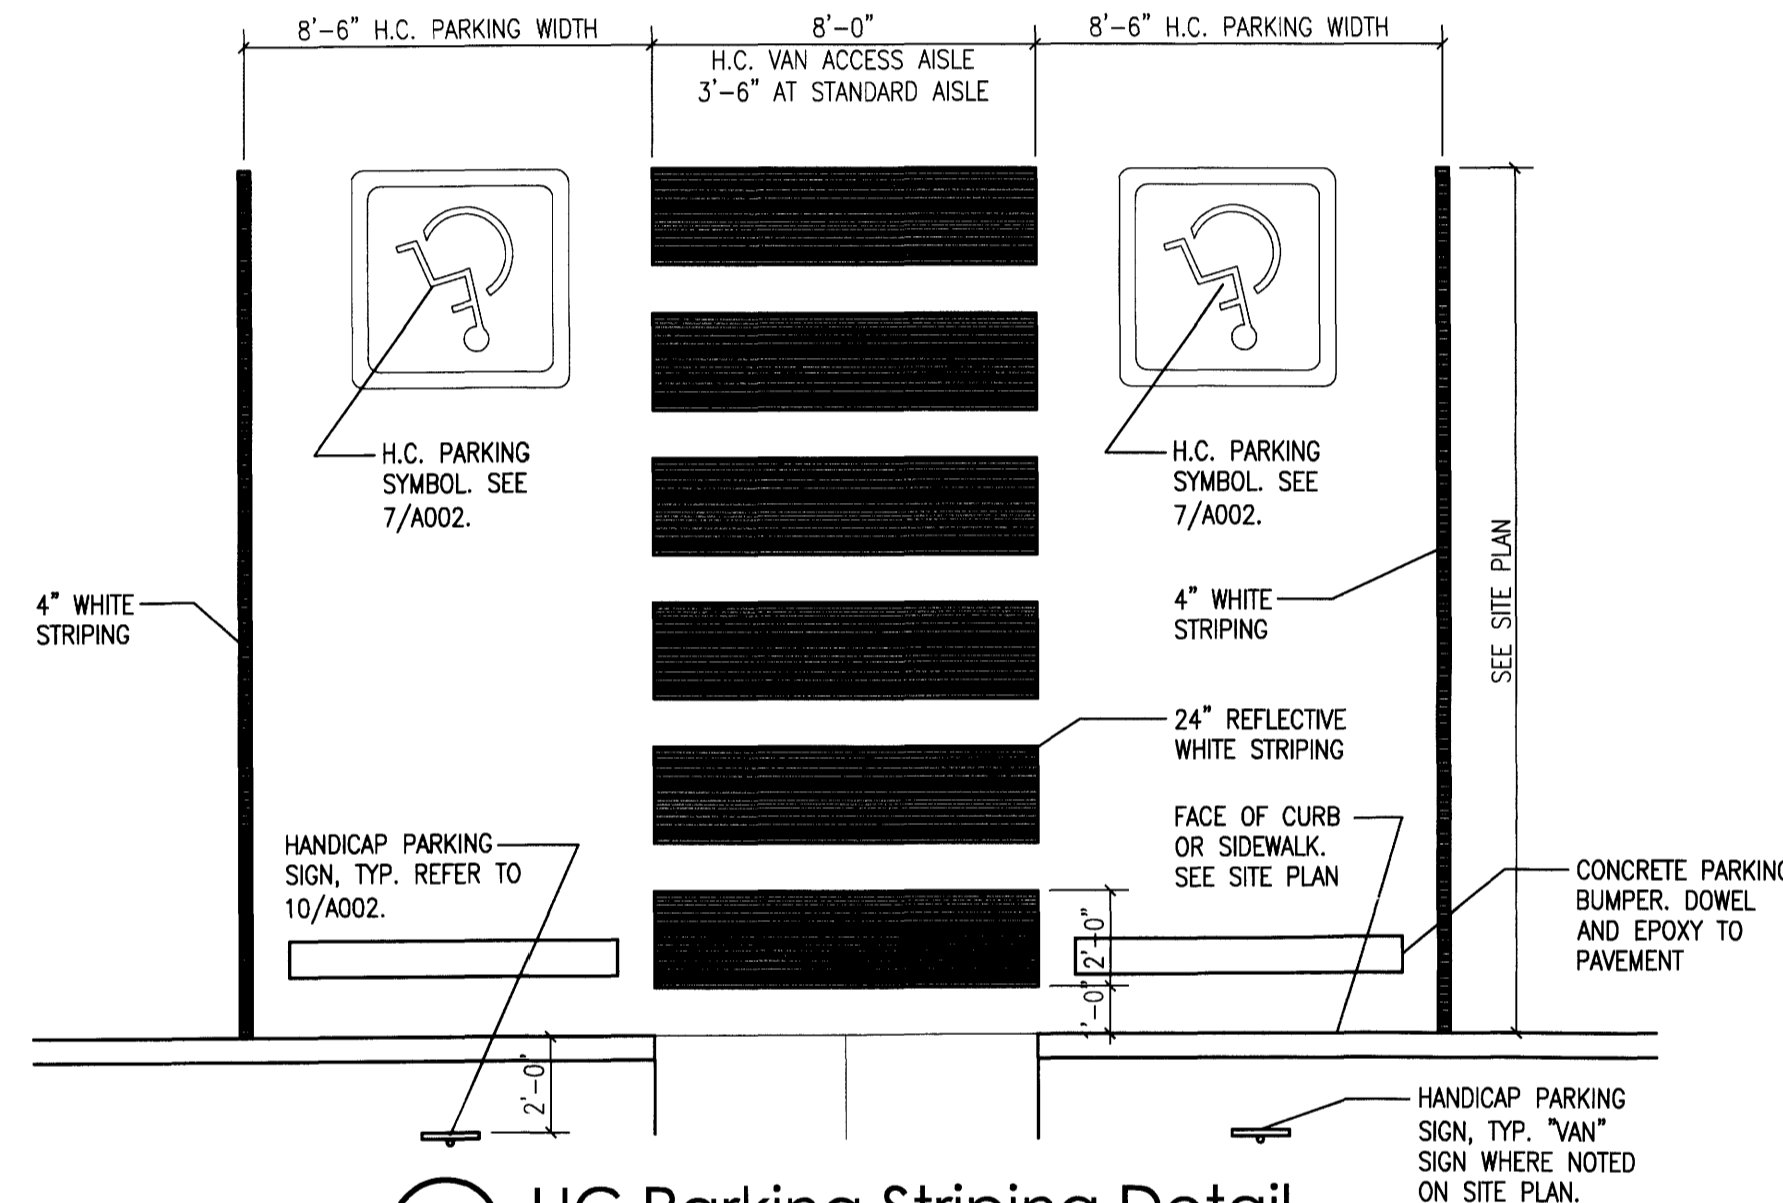 8'-6" H.C. PARKING WIDTH
8'-0"
H.C. VAN ACCESS AISLE
3'-6" AT STANDARD AISLE
8'-6" H.C. PARKING WIDTH
H.C. PARKING
SYMBOL. SEE
7/A002.
H.C. PARKING
SYMBOL. SEE
7/A002.
4" WHITE
STRIPING
4" WHITE
STRIPING
SEE SITE PLAN
24" REFLECTIVE
WHITE STRIPING
HANDICAP PARKING
SIGN, TYP. REFER TO
10/A002.
FACE OF CURB
OR SIDEWALK.
SEE SITE PLAN
CONCRETE PARKING
BUMPER. DOWEL
AND EPOXY TO
PAVEMENT
2'-0"
'-0"
2'-0"
HANDICAP PARKING
SIGN, TYP. "VAN"
SIGN WHERE NOTED
ON SITE PLAN.
HC Parking Striping Detail